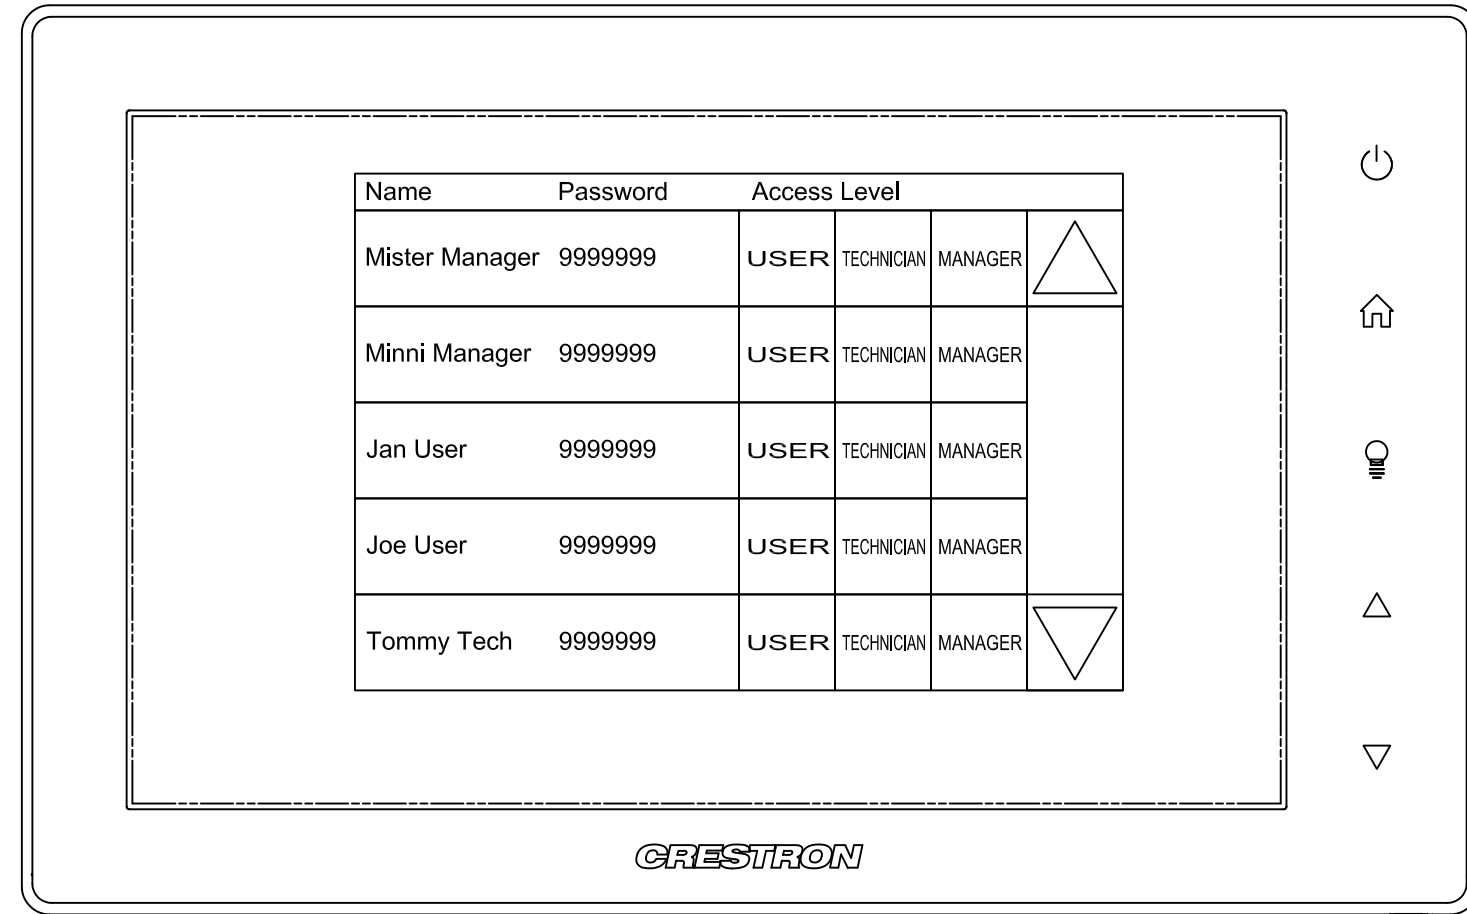 Name Password Access Level
Mister Manager 9999999 USER TECHNICIAN MANAGER
Minni Manager 9999999 USER TECHNICIAN MANAGER
Jan User 9999999 USER TECHNICIAN MANAGER
Joe User 9999999 USER TECHNICIAN MANAGER
Tommy Tech 9999999 USER TECHNICIAN MANAGER
CRESTRON